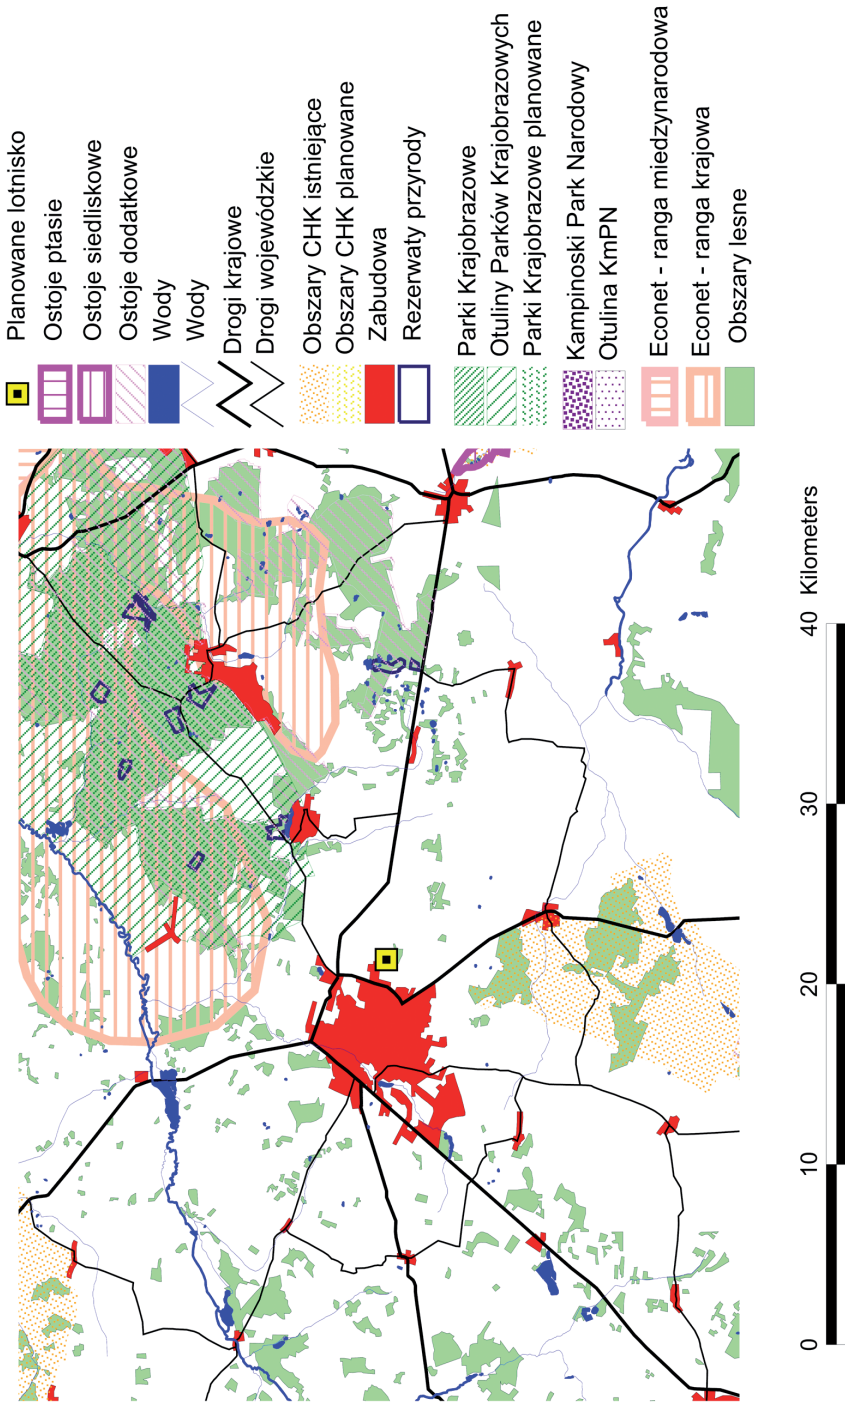 Planowane lotnisko
Ostoje ptasie
Ostoje siedliskowe
Ostoje dodatkowe
Wody
Wody
Drogi krajowe
Drogi wojewódzkie
Obszary CHK istniejące
Obszary CHK planowane
Zabudowa
Rezerwaty przyrody
Parki Krajobrazowe
Otuliny Parków Krajobrazowych
Parki Krajobrazowe planowane
Kampinoski Park Narodowy
Otulina KmPN
Econet - ranga miedzynarodowa
Econet - ranga krajowa
Obszary lesne
0 10 20 30 40 Kilometers